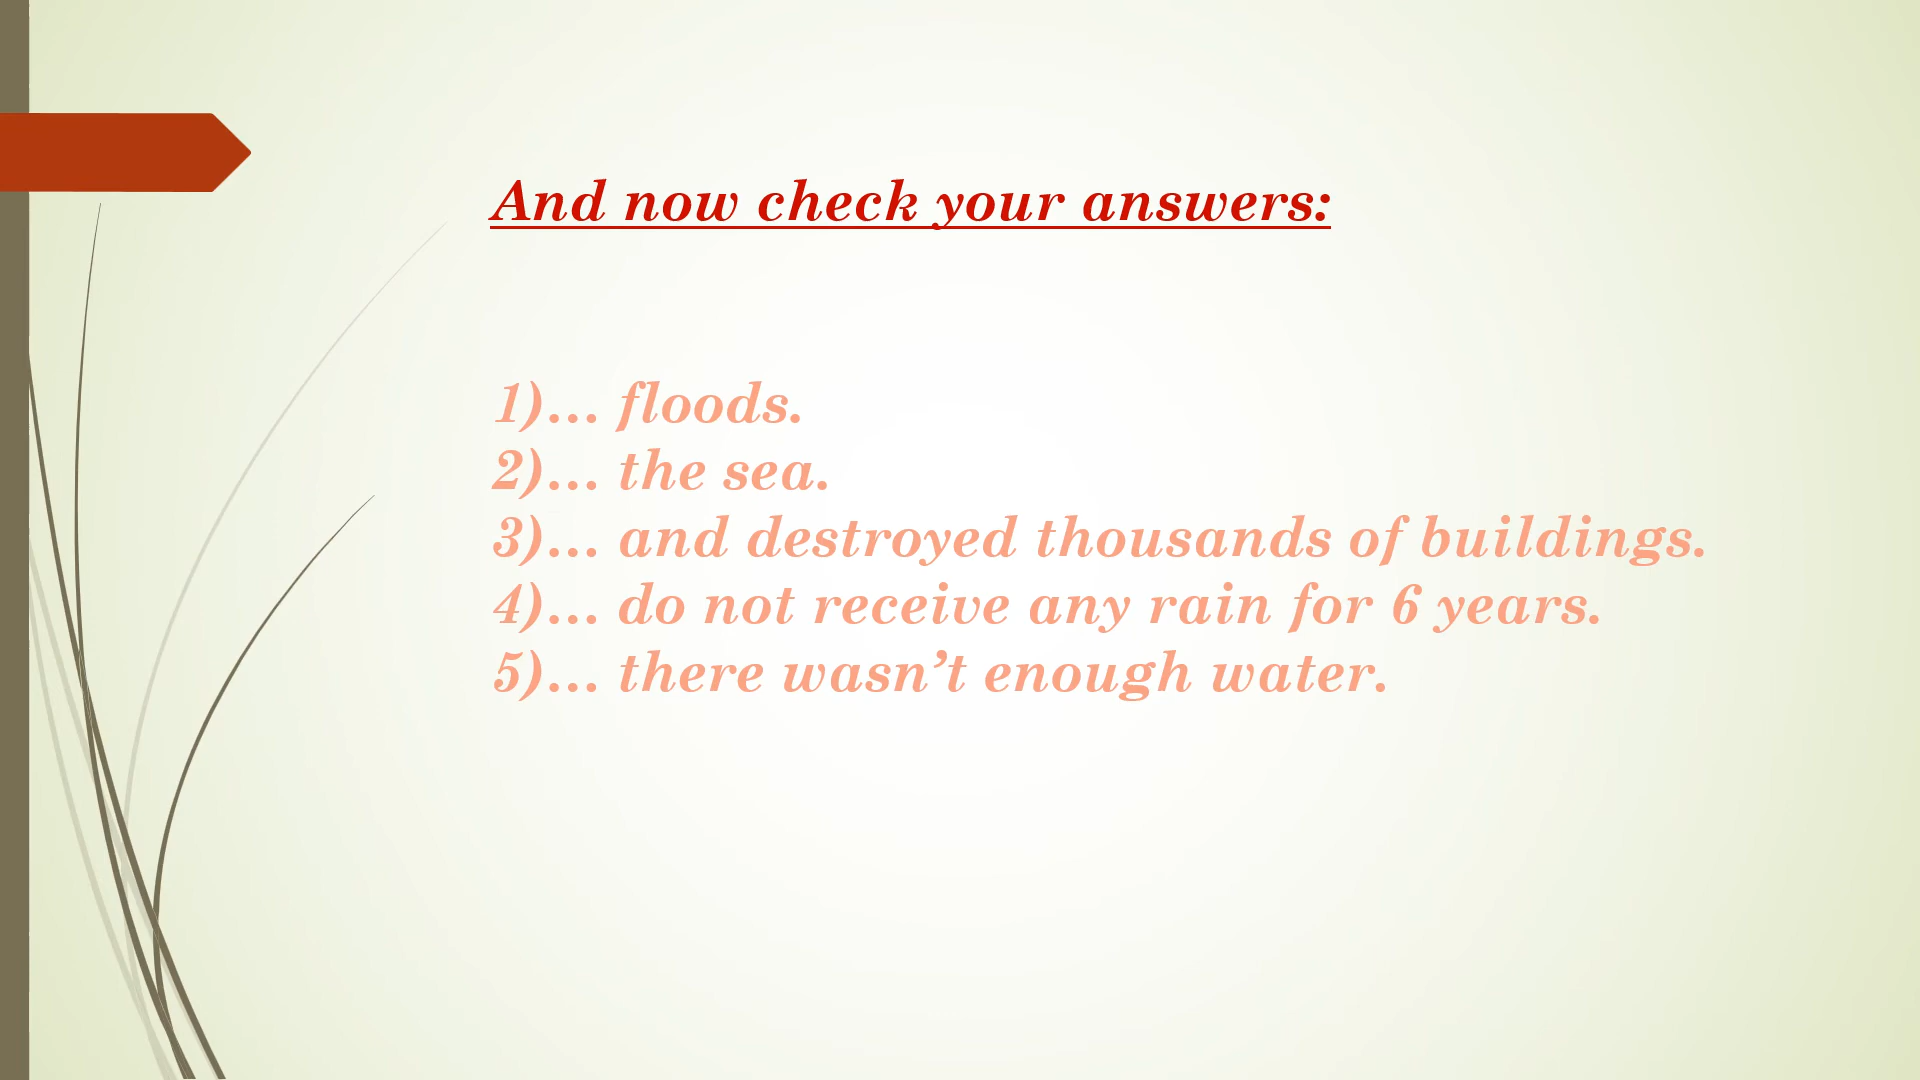 And now check your answers:
1)... floods.
2)... the sea.
3)... and destroyed thousands of buildings.
4)... do not receive any rain for 6 years.
5)... there wasn’t enough water.